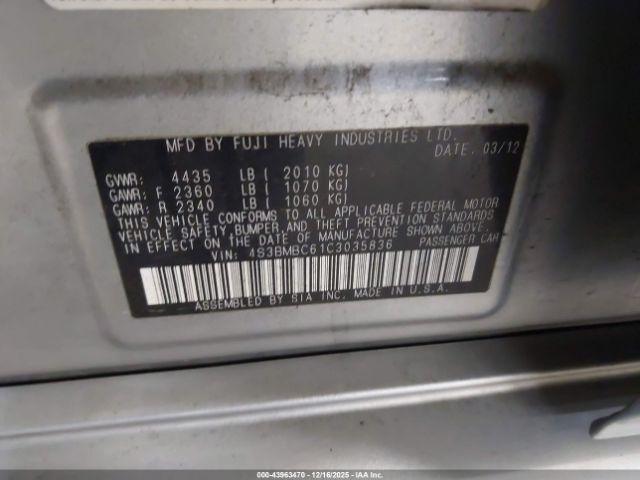 MFD BY FUJI HEAVY INDUSTRIES LTD.
DATE. 03/12
GVWR: 4435 LB ( 2010 KG)
GAWR: F 2360 LB ( 1070 KG)
GAWR: R 2340 LB ( 1060 KG)
THIS VEHICLE CONFORMS TO ALL APPLICABLE FEDERAL MOTOR
VEHICLE SAFETY, BUMPER, AND THEFT PREVENTION STANDARDS
IN EFFECT ON THE DATE OF MANUFACTURE SHOWN ABOVE.
VIN: 4S3BMBC61C3035836 PASSENGER CAR
ASSEMBLED BY SIA INC. MADE IN U.S.A.
000-43963470 - 12/16/2025 - IAA Inc.